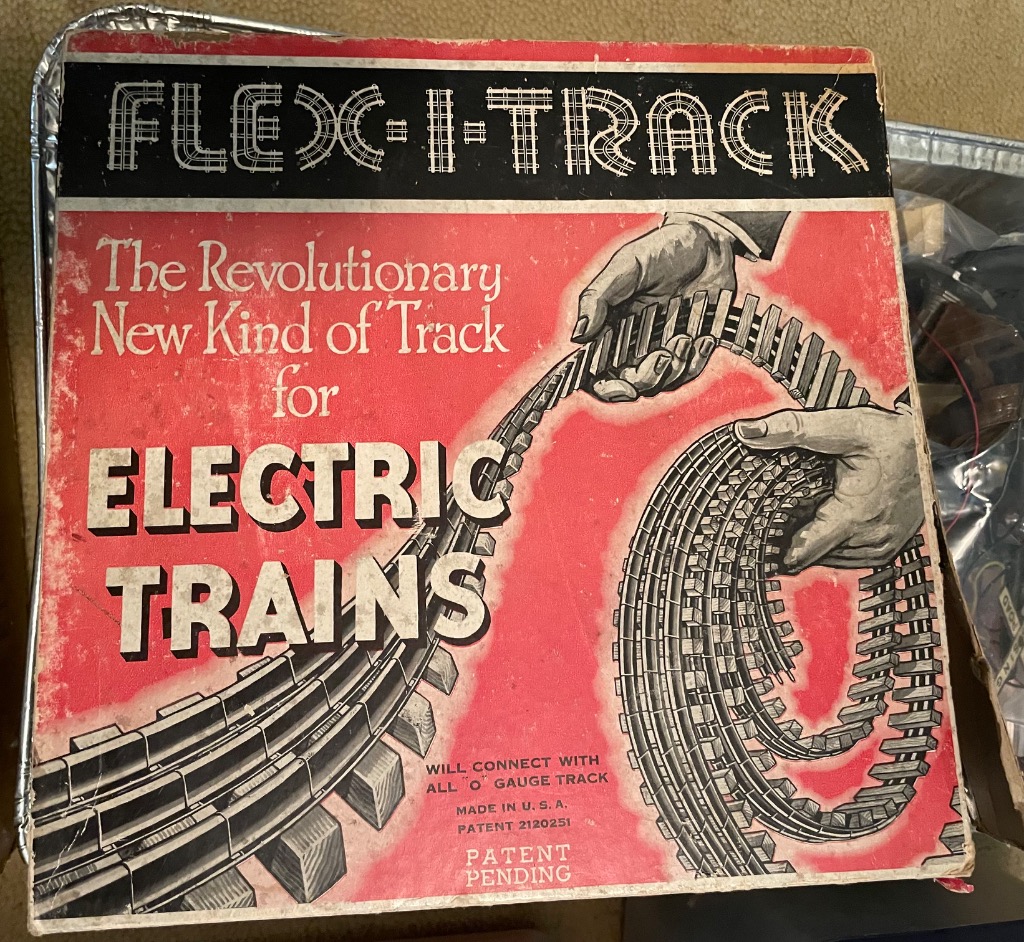 FLEX-I-TRACK
The Revolutionary
New Kind of Track
for
ELECTRIC
TRAINS
WILL CONNECT WITH
ALL "O" GAUGE TRACK
MADE IN U.S.A.
PATENT 2120251
PATENT
PENDING